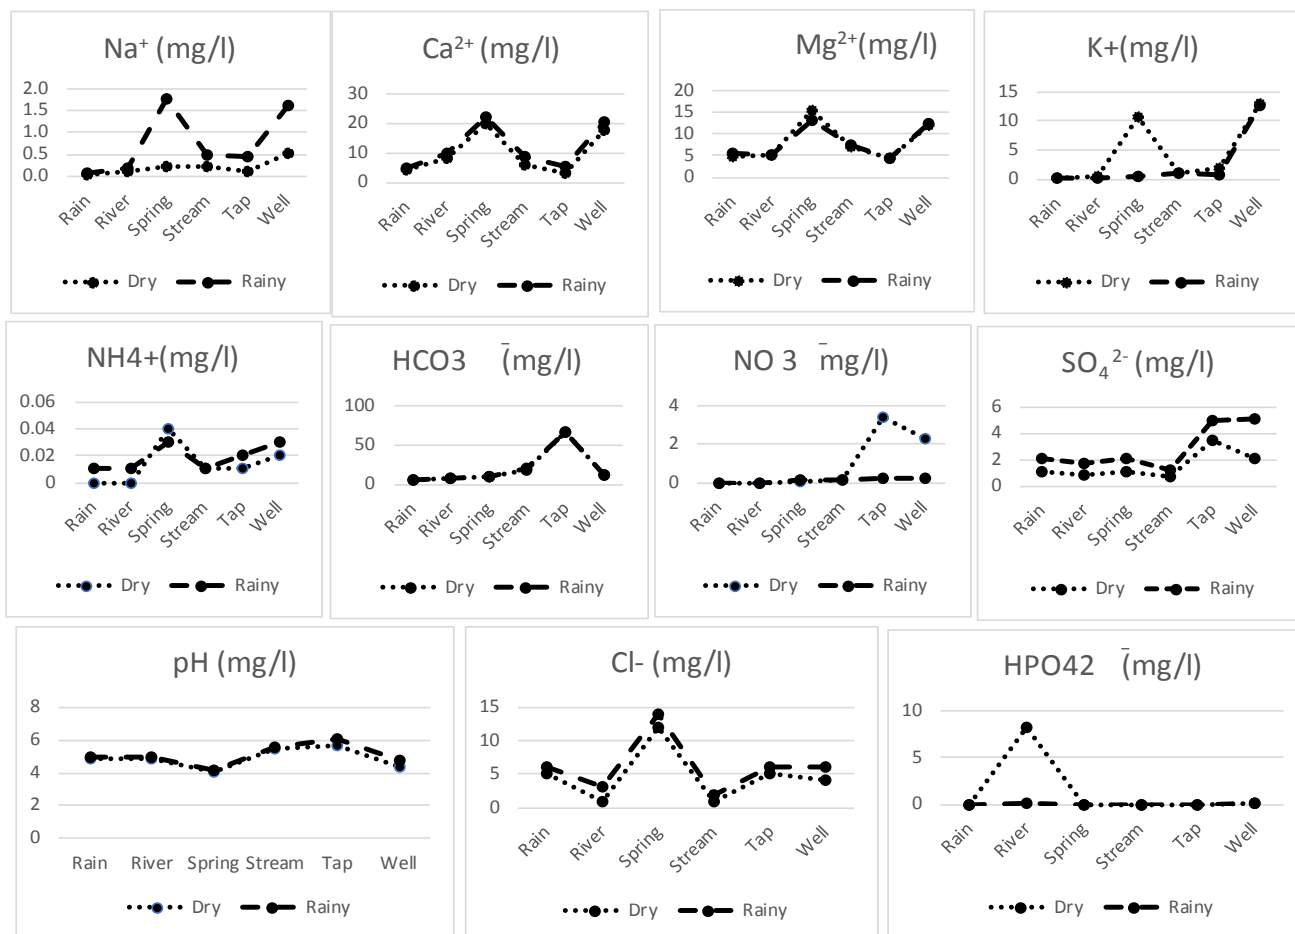 Na⁺ (mg/l)
2.0
1.5
1.0
0.5
0.0
Rain River Spring Stream Tap Well
Dry Rainy
Ca²⁺ (mg/l)
30
20
10
0
Rain River Spring Stream Tap Well
Dry Rainy
Mg²⁺(mg/l)
20
15
10
5
0
Rain River Spring Stream Tap Well
Dry Rainy
K+(mg/l)
15
10
5
0
Rain River Spring Stream Tap Well
Dry Rainy
NH4+(mg/l)
0.06
0.04
0.02
0
Rain River Spring Stream Tap Well
Dry Rainy
HCO3 ‾(mg/l)
100
50
0
Rain River Spring Stream Tap Well
Dry Rainy
NO 3 ‾mg/l)
4
2
0
Rain River Spring Stream Tap Well
Dry Rainy
SO₄ ²⁻ (mg/l)
6
4
2
0
Rain River Spring Stream Tap Well
Dry Rainy
pH (mg/l)
8
6
4
2
0
Rain River Spring Stream Tap Well
Dry Rainy
Cl- (mg/l)
15
10
5
0
Rain River Spring Stream Tap Well
Dry Rainy
HPO42 ‾(mg/l)
10
5
0
Rain River Spring Stream Tap Well
Dry Rainy